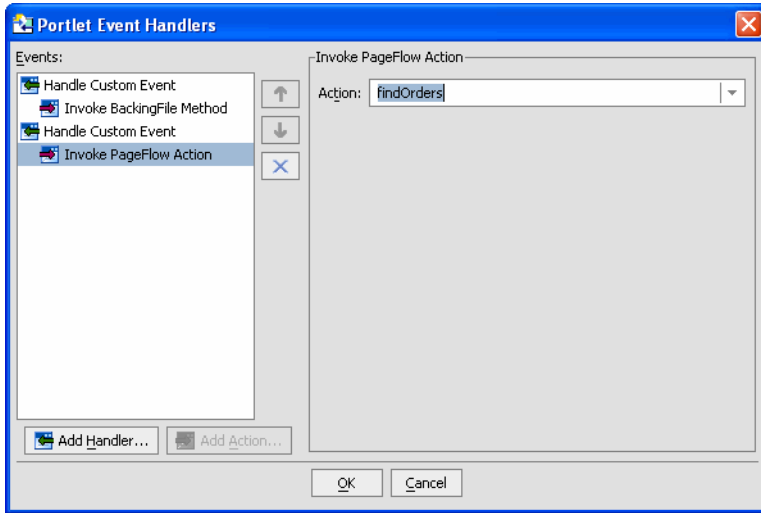 Portlet Event Handlers
Events:
Handle Custom Event
Invoke BackingFile Method
Handle Custom Event
Invoke PageFlow Action
Add Handler...
Add Action...
Invoke PageFlow Action
Action: findOrders
OK Cancel